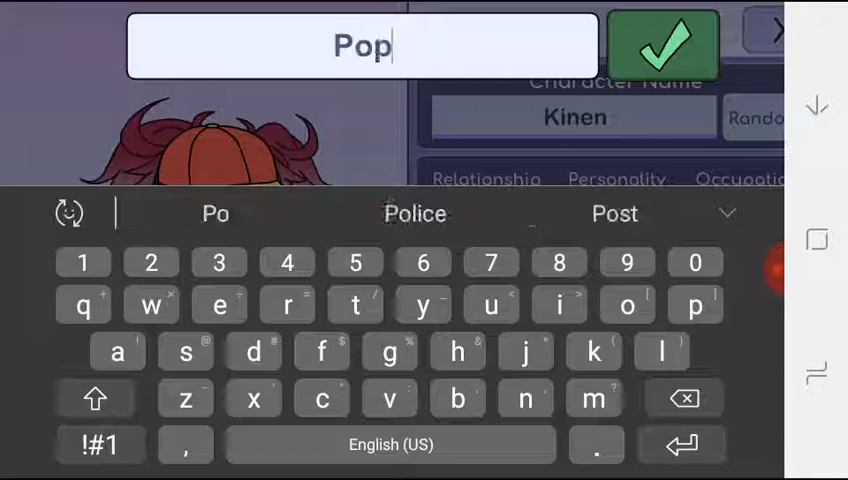 Pop
Character Name
Kinen
Rando
Relationship Personality Occupatio
Po Police Post
1 2 3 4 5 6 7 8 9 0
q w e r t y u i o p
a s d f g h j k l
z x c v b n m
!#1 , English (US) .